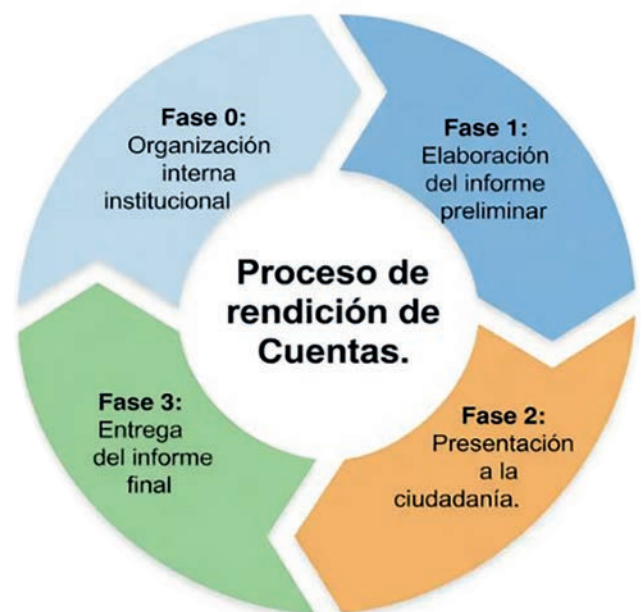 Fase 0:
Organización
interna
institucional
Fase 1:
Elaboración
del informe
preliminar
Proceso de
rendición de
Cuentas.
Fase 2:
Presentación
a la
ciudadanía.
Fase 3:
Entrega
del informe
final